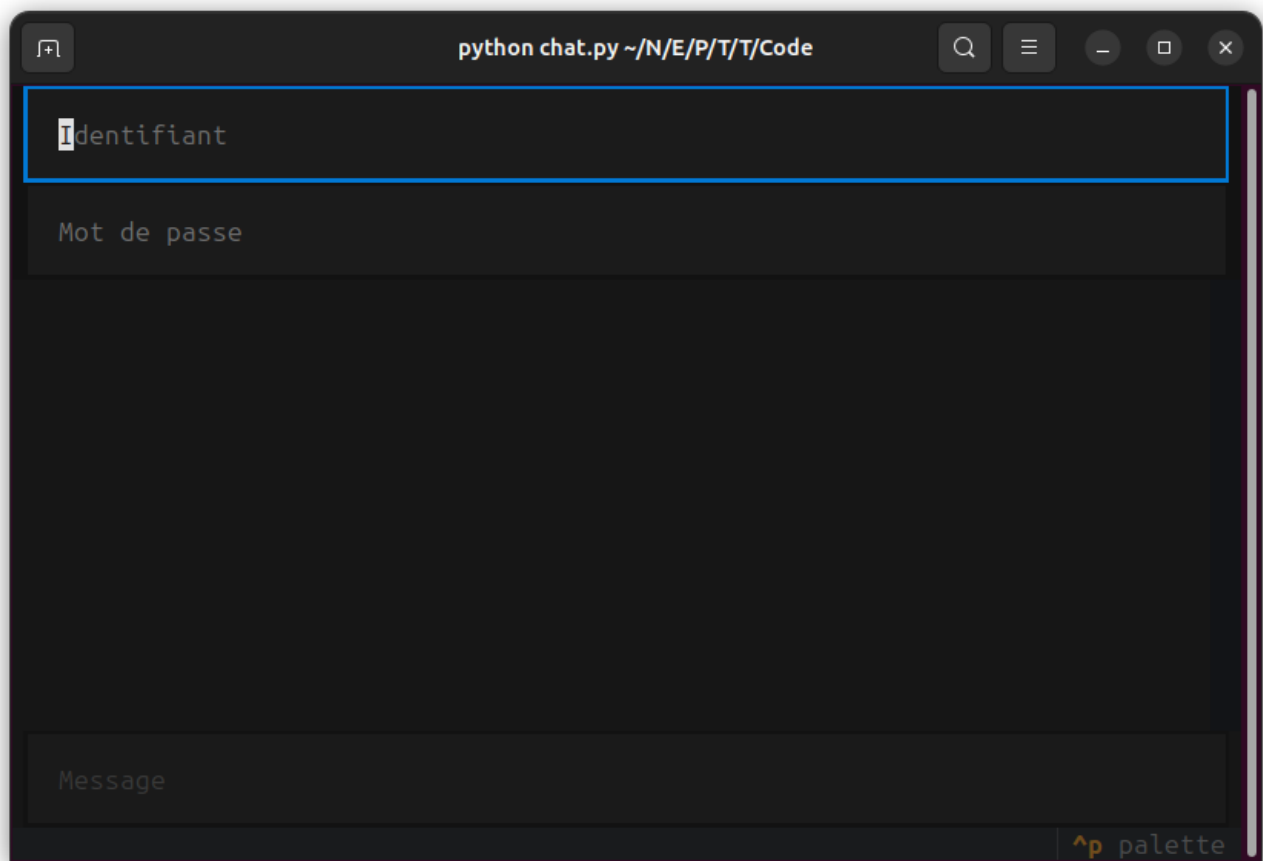 python chat.py ~/N/E/P/T/T/Code
Identifiant
Mot de passe
Message
^p palette